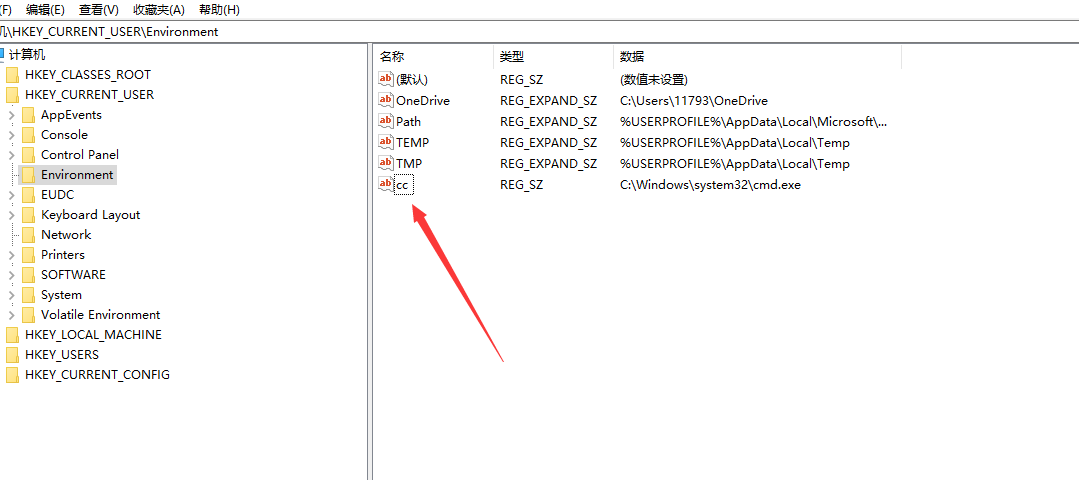 (F) 编辑(E) 查看(V) 收藏夹(A) 帮助(H)
机\HKEY_CURRENT_USER\Environment
计算机
HKEY_CLASSES_ROOT
HKEY_CURRENT_USER
AppEvents
Console
Control Panel
Environment
EUDC
Keyboard Layout
Network
Printers
SOFTWARE
System
Volatile Environment
HKEY_LOCAL_MACHINE
HKEY_USERS
HKEY_CURRENT_CONFIG
名称 类型 数据
ab (默认) REG_SZ (数值未设置)
ab OneDrive REG_EXPAND_SZ C:\Users\11793\OneDrive
ab Path REG_EXPAND_SZ %USERPROFILE%\AppData\Local\Microsoft\...
ab TEMP REG_EXPAND_SZ %USERPROFILE%\AppData\Local\Temp
ab TMP REG_EXPAND_SZ %USERPROFILE%\AppData\Local\Temp
ab cc REG_SZ C:\Windows\system32\cmd.exe